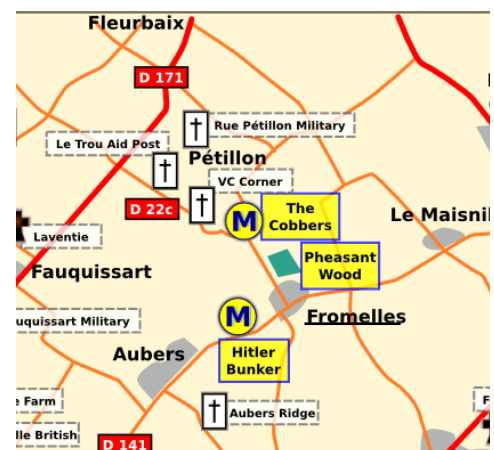 Fleurbaix
D 171
Rue Pétillon Military
Le Trou Aid Post
Pétillon
VC Corner
D 22c
M
The
Cobbers
Le Maisnil
Laventie
Pheasant
Wood
Fauquissart
M
Fromelles
uquissart Military
Aubers
Hitler
Bunker
e Farm
Aubers Ridge
F
lle British
D 141